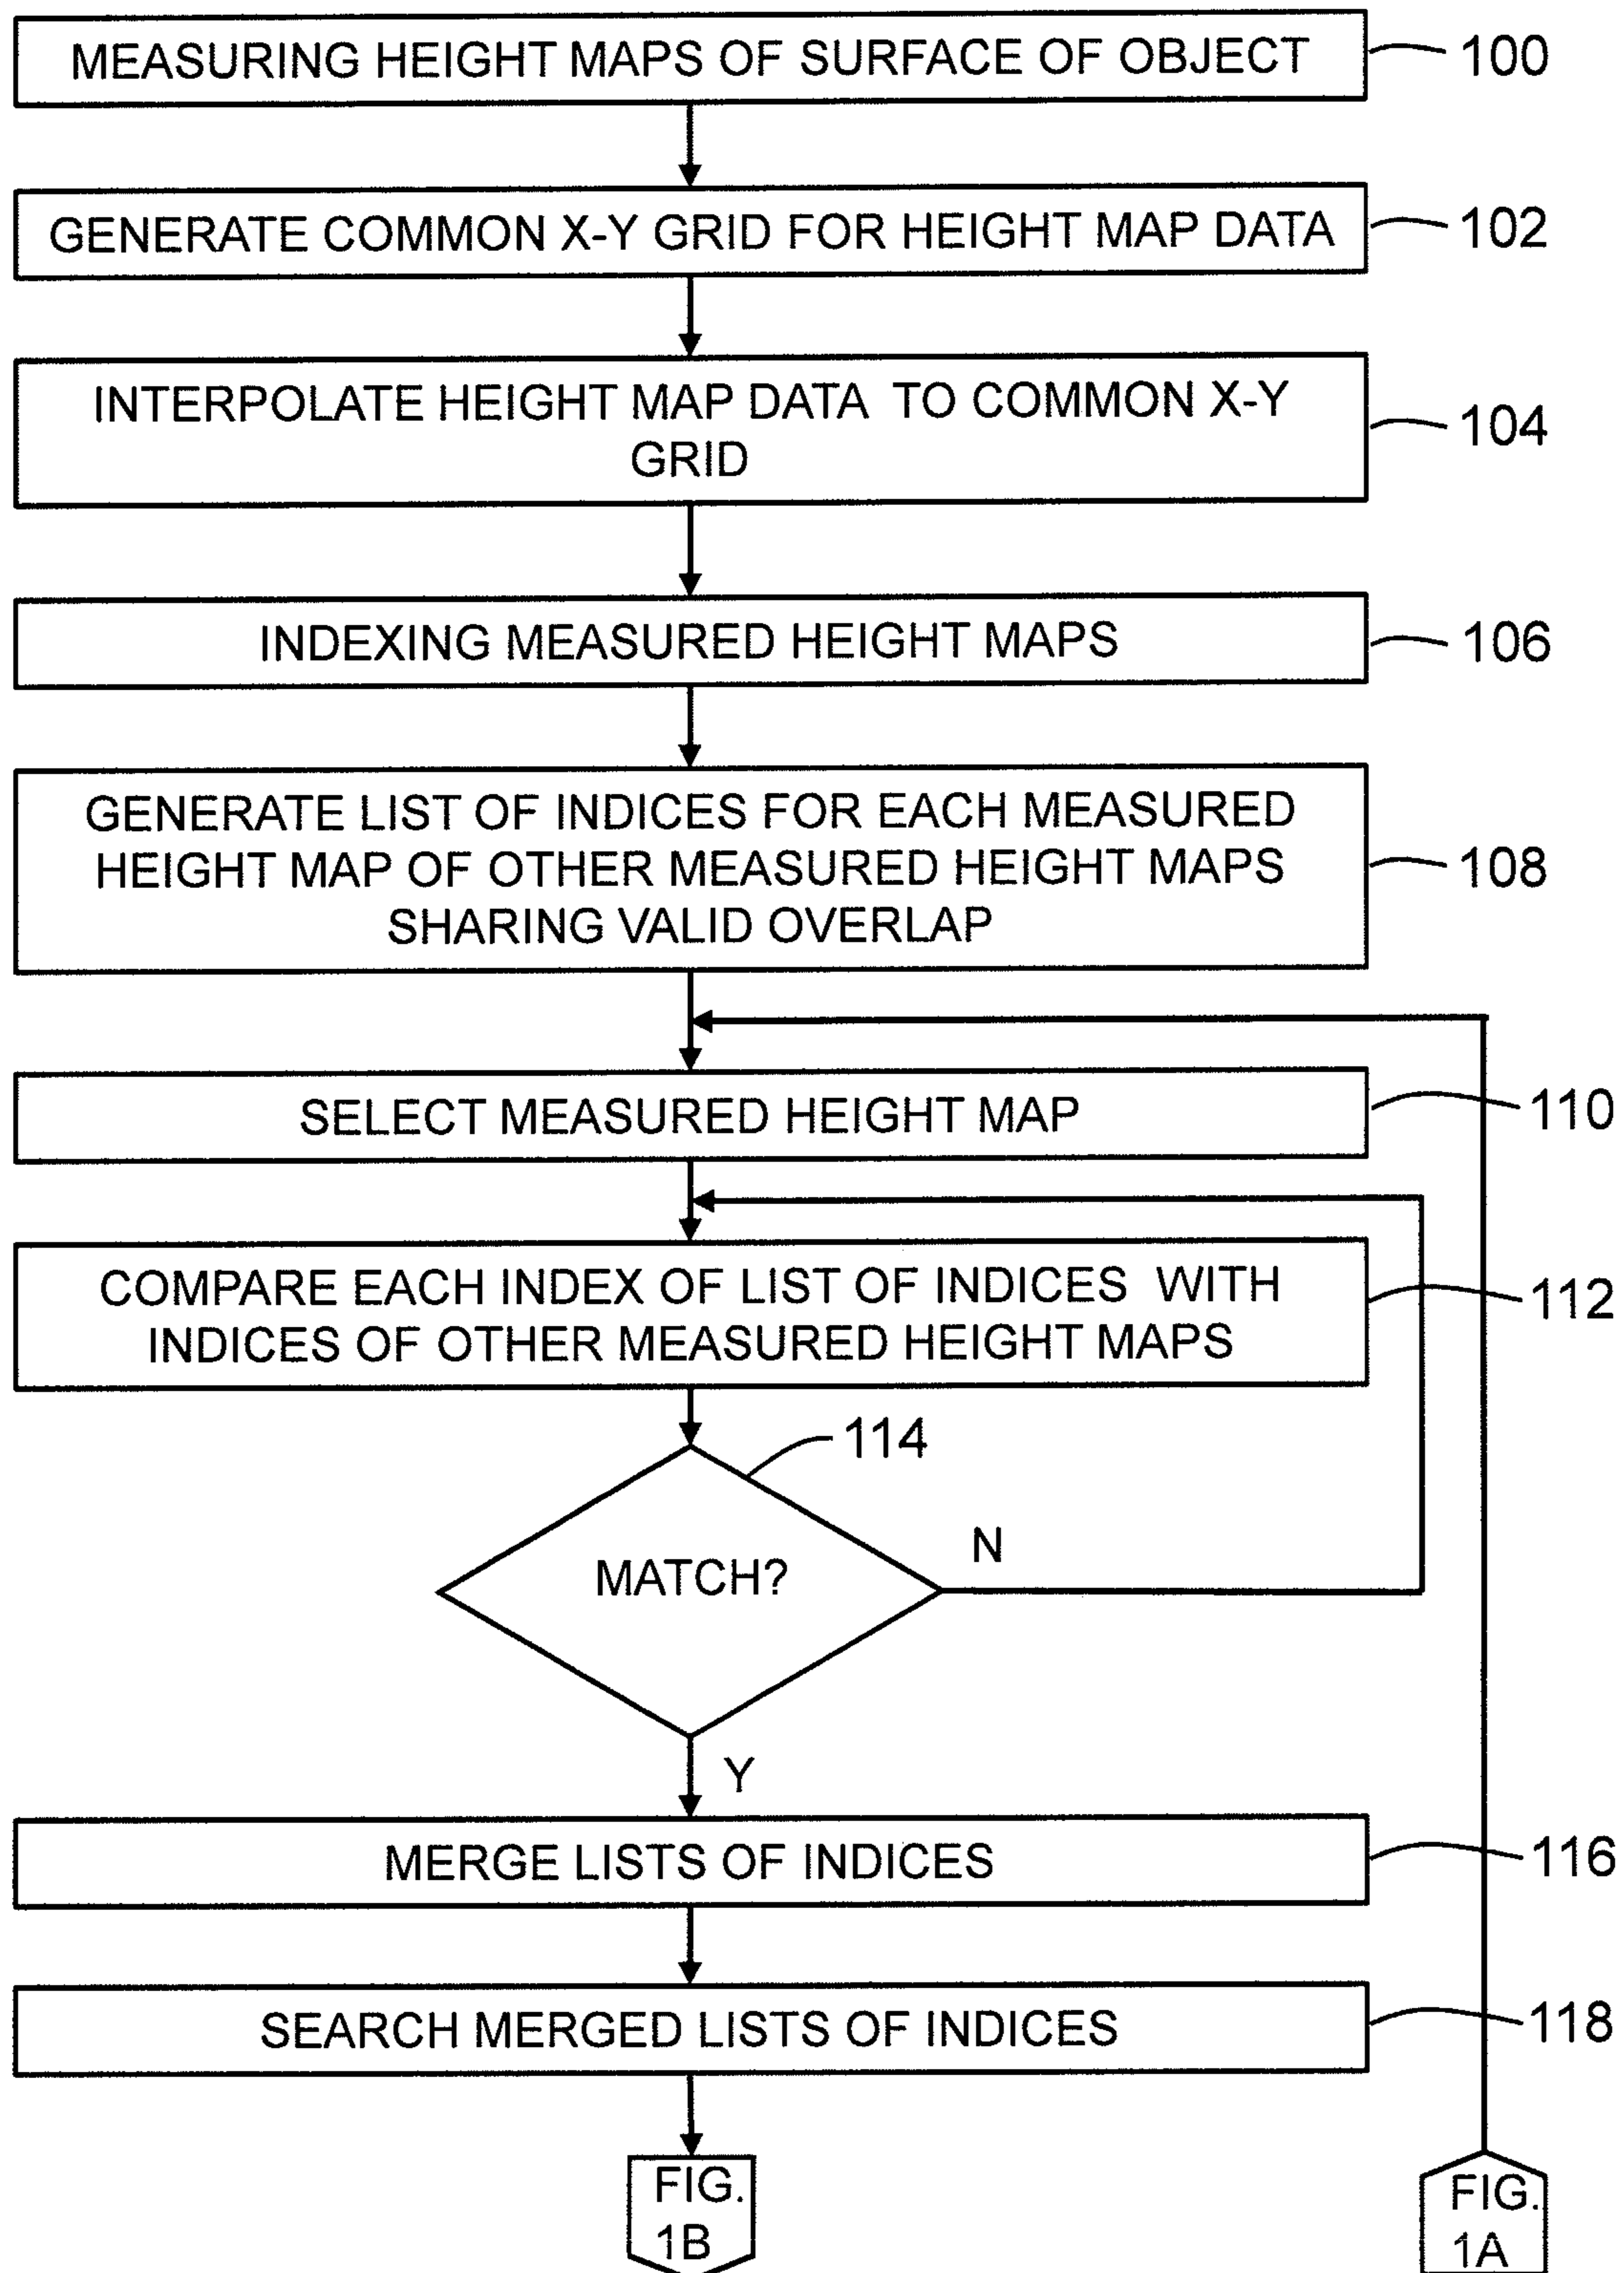 MEASURING HEIGHT MAPS OF SURFACE OF OBJECT
100
GENERATE COMMON X-Y GRID FOR HEIGHT MAP DATA
102
INTERPOLATE HEIGHT MAP DATA TO COMMON X-Y
GRID
104
INDEXING MEASURED HEIGHT MAPS
106
GENERATE LIST OF INDICES FOR EACH MEASURED
HEIGHT MAP OF OTHER MEASURED HEIGHT MAPS
SHARING VALID OVERLAP
108
SELECT MEASURED HEIGHT MAP
110
COMPARE EACH INDEX OF LIST OF INDICES WITH
INDICES OF OTHER MEASURED HEIGHT MAPS
112
114
MATCH?
N
Y
MERGE LISTS OF INDICES
116
SEARCH MERGED LISTS OF INDICES
118
FIG.
1B
FIG.
1A